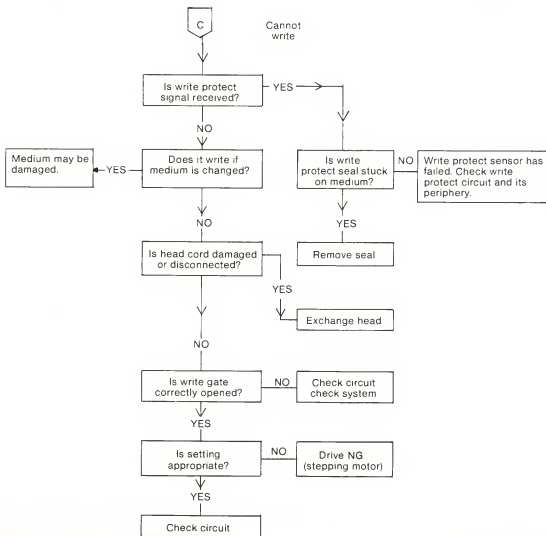 C
Cannot
write
Is write protect
signal received?
YES
NO
Medium may be
damaged.
YES
Does it write if
medium is changed?
Is write
protect seal stuck
on medium?
NO
Write protect sensor has
failed. Check write
protect circuit and its
periphery.
NO
YES
Is head cord damaged
or disconnected?
Remove seal
YES
Exchange head
NO
Is write gate
correctly opened?
NO
Check circuit
check system
YES
Is setting
appropriate?
NO
Drive NG
(stepping motor)
YES
Check circuit